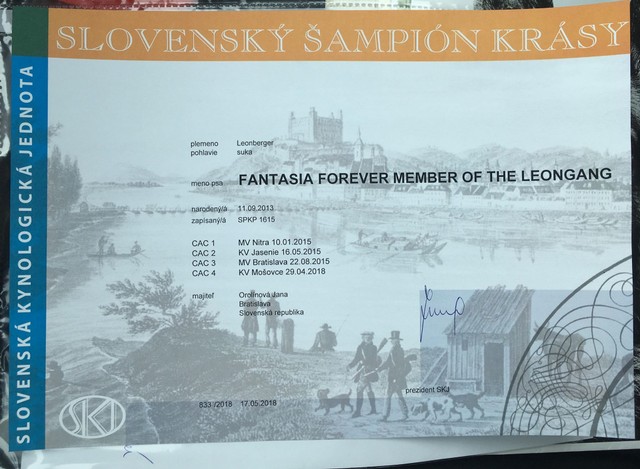 SLOVENSKÝ ŠAMPIÓN KRÁSY
SLOVENSKÁ KYNOLOGICKÁ JEDNOTA
plemeno Leonberger
pohlavie suka
meno psa FANTASIA FOREVER MEMBER OF THE LEONGANG
narodený/á 11.09.2013
zapísaný/á SPKP 1615
CAC 1 MV Nitra 10.01.2015
CAC 2 KV Jasenie 16.05.2015
CAC 3 MV Bratislava 22.08.2015
CAC 4 KV Mošovce 29.04.2018
majiteľ Orolínová Jana
Bratislava
Slovenská republika
prezident SKJ
833 /2018 17.05.2018
SKJ